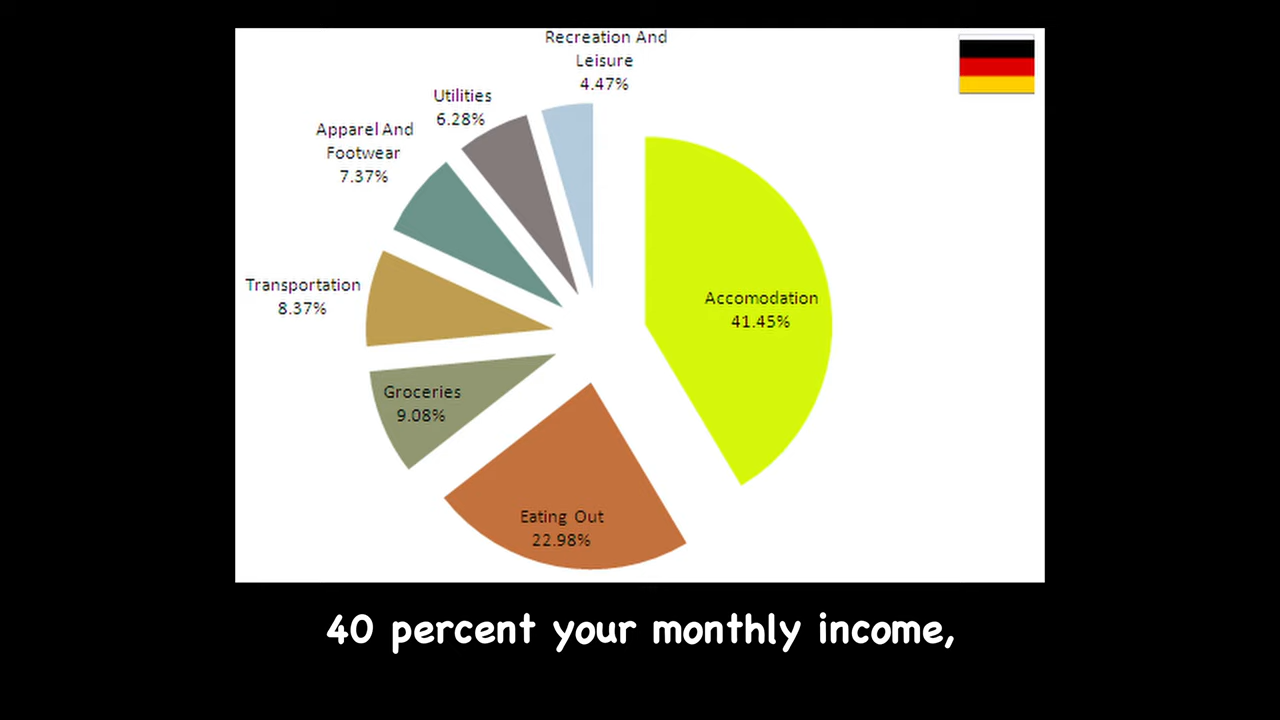 Recreation And
Leisure
4.47%
Utilities
6.28%
Apparel And
Footwear
7.37%
Transportation
8.37%
Accomodation
41.45%
Groceries
9.08%
Eating Out
22.98%
40 percent your monthly income,